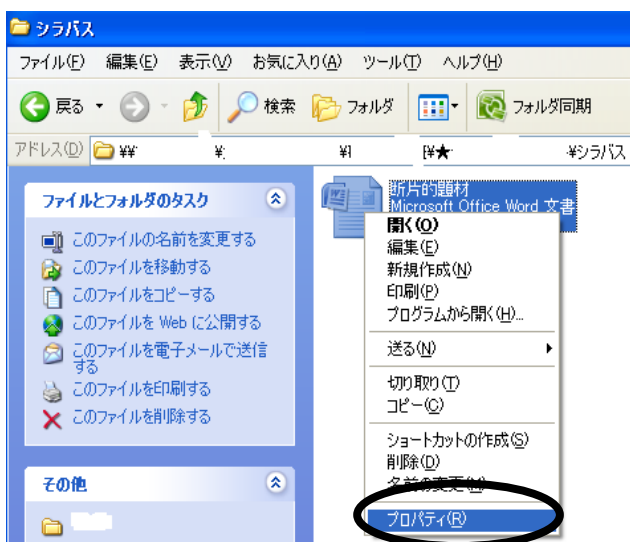 シラバス
ファイル(F) 編集(E) 表示(V) お気に入り(A) ツール(T) ヘルプ(H)
戻る 検索 フォルダ フォルダ同期
アドレス(D) ¥¥ ¥ ¥ ¥★ ¥シラバス
ファイルとフォルダのタスク
このファイルの名前を変更する
このファイルを移動する
このファイルをコピーする
このファイルを Web に公開する
このファイルを電子メールで送信
する
このファイルを印刷する
このファイルを削除する
その他
断片的題材
Microsoft Office Word 文書
開く(O)
編集(E)
新規作成(N)
印刷(P)
プログラムから開く(H)...
送る(N)
切り取り(T)
コピー(C)
ショートカットの作成(S)
削除(D)
名前の変更(M)
プロパティ(R)